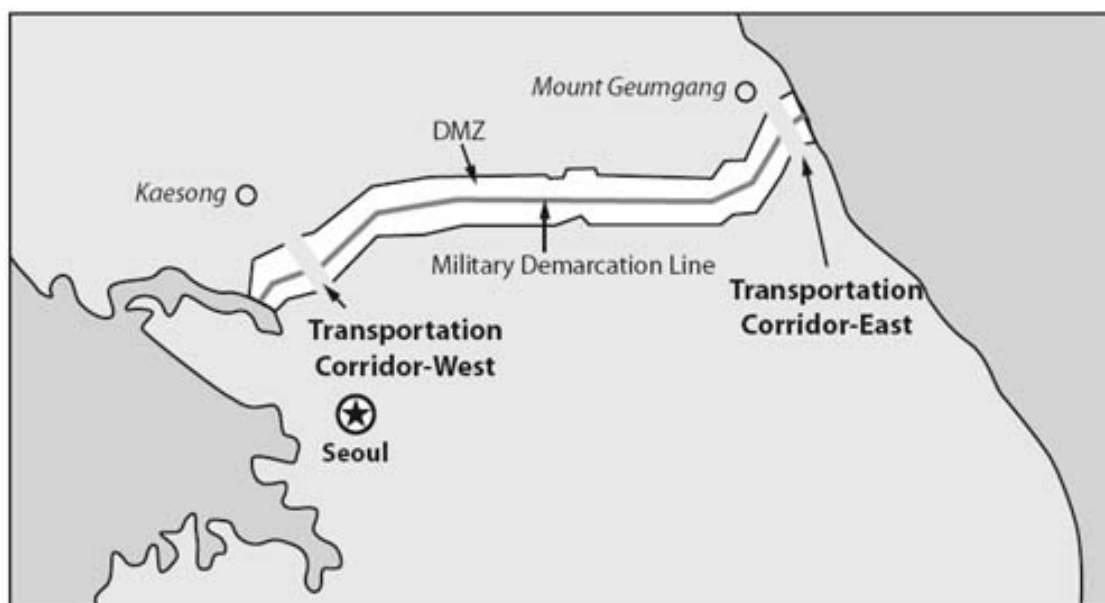 Mount Geumgang
DMZ
Kaesong
Military Demarcation Line
Transportation
Corridor-East
Transportation
Corridor-West
Seoul